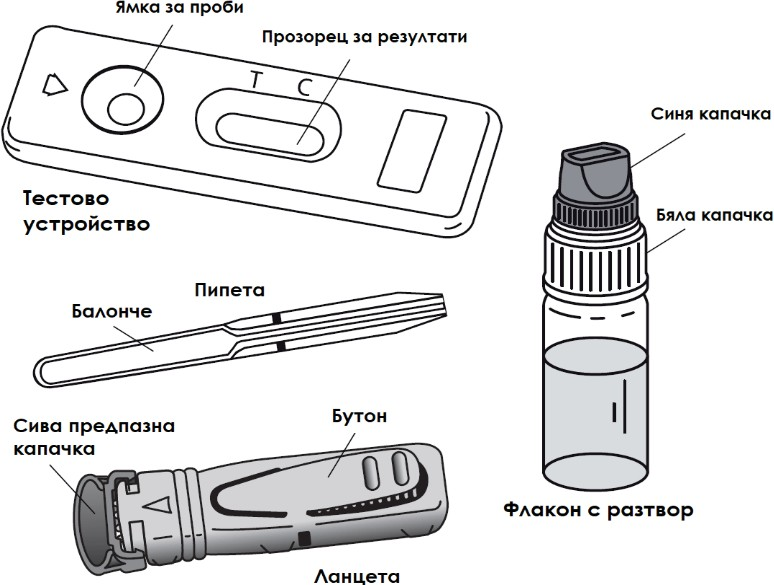 Ямка за проби
Прозорец за резултати
T C
Синя капачка
Бяла капачка
Тестово
устройство
Пипета
Балонче
Сива предпазна
капачка
Бутон
Флакон с разтвор
Ланцета